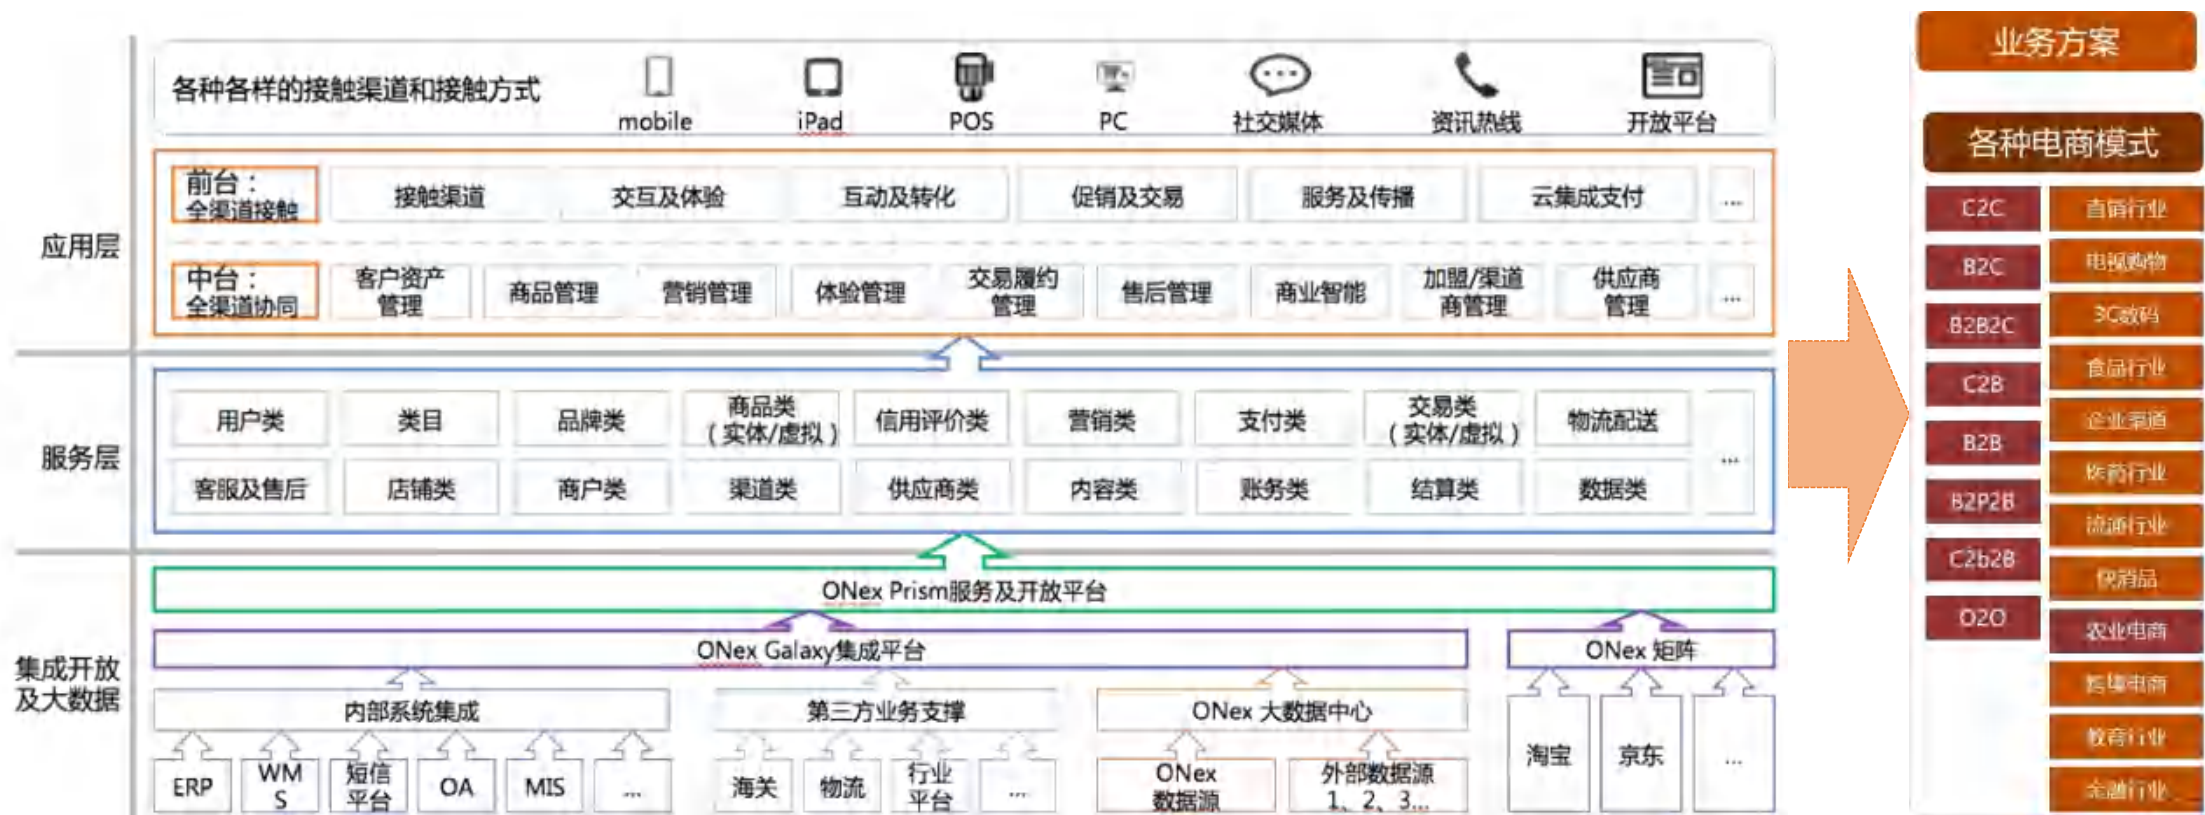 各种各样的接触渠道和接触方式
mobile
iPad
POS
PC
社交媒体
资讯热线
开放平台
应用层
前台：
全渠道接触
接触渠道
交互及体验
互动及转化
促销及交易
服务及传播
云集成支付
...
中台：
全渠道协同
客户资产
管理
商品管理
营销管理
体验管理
交易履约
管理
售后管理
商业智能
加盟/渠道
商管理
供应商
管理
...
服务层
用户类
类目
品牌类
商品类
（实体/虚拟）
信用评价类
营销类
支付类
交易类
（实体/虚拟）
物流配送
客服及售后
店铺类
商户类
渠道类
供应商类
内容类
账务类
结算类
数据类
...
集成开放
及大数据
ONex Prism服务及开放平台
ONex Galaxy集成平台
ONex 矩阵
内部系统集成
第三方业务支撑
ONex 大数据中心
ERP
WM
S
短信
平台
OA
MIS
...
海关
物流
行业
平台
...
ONex
数据源
外部数据源
1、2、3...
淘宝
京东
...
业务方案
各种电商模式
C2C
B2C
B2B2C
C2B
B2B
B2P2B
C2b2B
O2O
直销行业
电视购物
3C数码
食品行业
企业渠道
医药行业
流通行业
快消品
农业电商
跨境电商
教育行业
金融行业